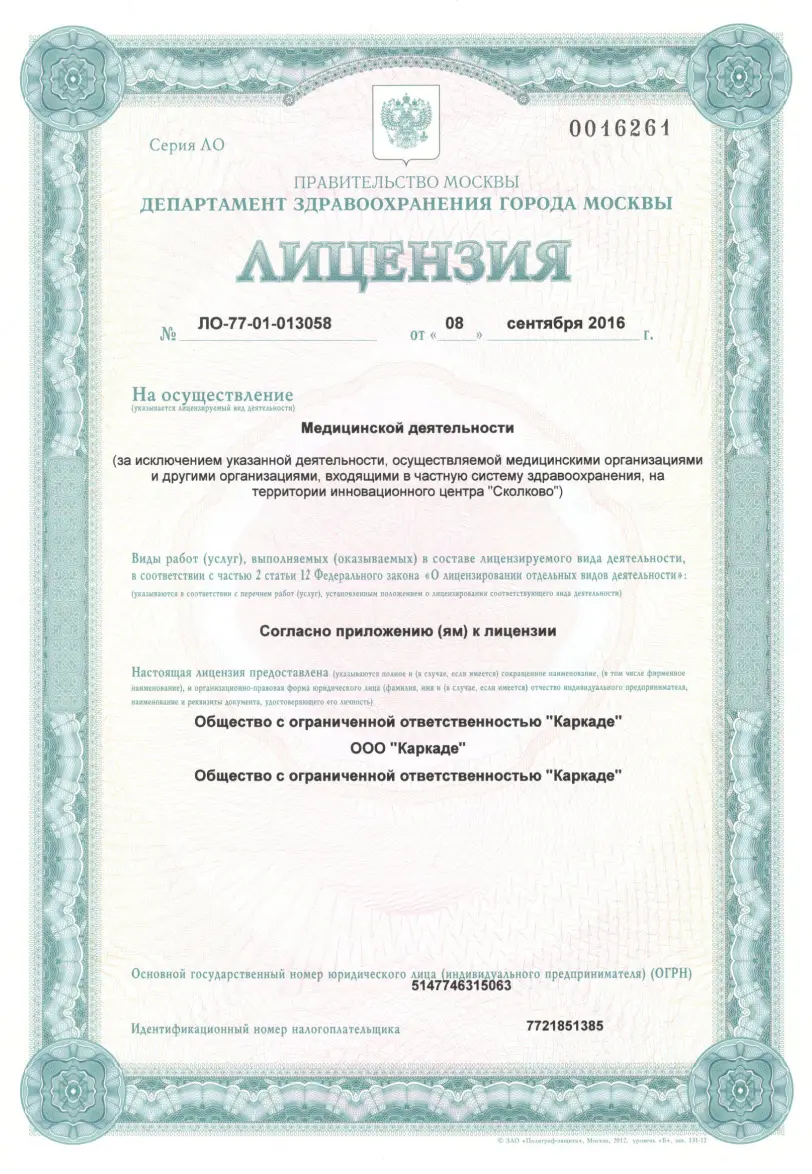 Серия ЛО
0016261
ПРАВИТЕЛЬСТВО МОСКВЫ
ДЕПАРТАМЕНТ ЗДРАВООХРАНЕНИЯ ГОРОДА МОСКВЫ
ЛИЦЕНЗИЯ
№ ЛО-77-01-013058 от «08» сентября 2016 г.
На осуществление
(указывается лицензируемый вид деятельности)
Медицинской деятельности
(за исключением указанной деятельности, осуществляемой медицинскими организациями
и другими организациями, входящими в частную систему здравоохранения, на
территории инновационного центра "Сколково")
Виды работ (услуг), выполняемых (оказываемых) в составе лицензируемого вида деятельности,
в соответствии с частью 2 статьи 12 Федерального закона «О лицензировании отдельных видов деятельности»:
(указываются в соответствии с перечнем работ (услуг), установленным положением о лицензировании соответствующего вида деятельности)
Согласно приложению (ям) к лицензии
Настоящая лицензия предоставлена (указываются полное и (в случае, если имеется) сокращенное наименование, (в том числе фирменное
наименование), и организационно-правовая форма юридического лица (фамилия, имя и (в случае, если имеется) отчество индивидуального предпринимателя,
наименование и реквизиты документа, удостоверяющего его личность)
Общество с ограниченной ответственностью "Каркаде"
ООО "Каркаде"
Общество с ограниченной ответственностью "Каркаде"
Основной государственный номер юридического лица (индивидуального предпринимателя) (ОГРН)
5147746315063
Идентификационный номер налогоплательщика 7721851385
© ЗАО «Полиграф-защита», Москва, 2012, уровень «Б», зак. 131-12